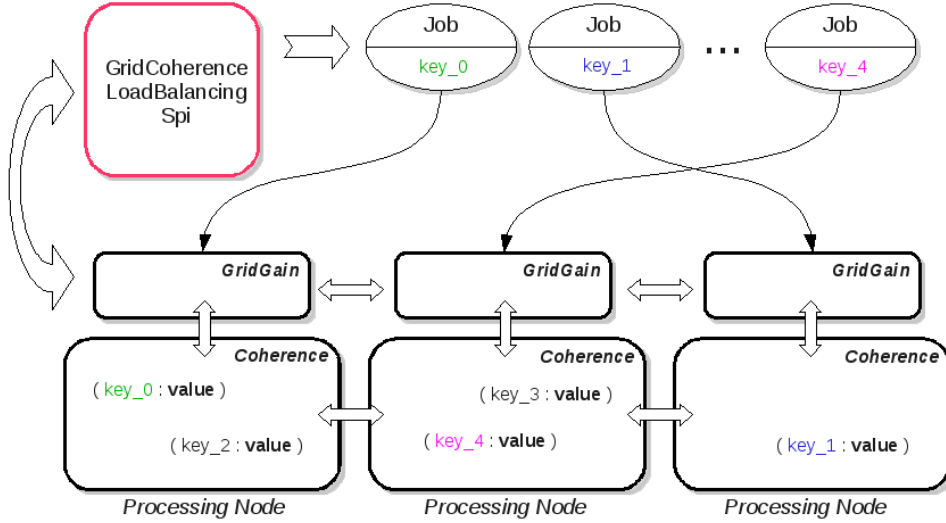 Job
Job
Job
key_0
key_1
...
key_4
GridCoherence
LoadBalancing
Spi
GridGain
GridGain
GridGain
Coherence
Coherence
Coherence
( key_0 : value )
( key_2 : value )
( key_3 : value )
( key_4 : value )
( key_1 : value )
Processing Node
Processing Node
Processing Node